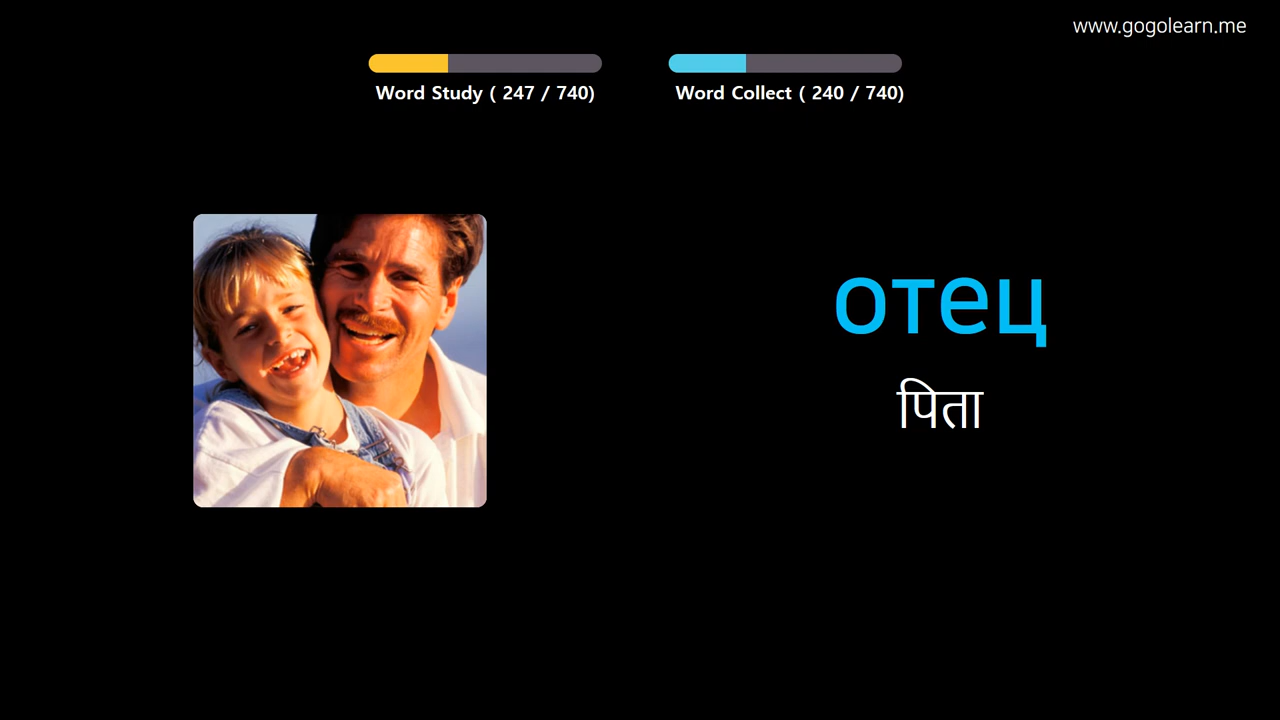 www.gogolearn.me
Word Study ( 247 / 740)
Word Collect ( 240 / 740)
отец
पिता